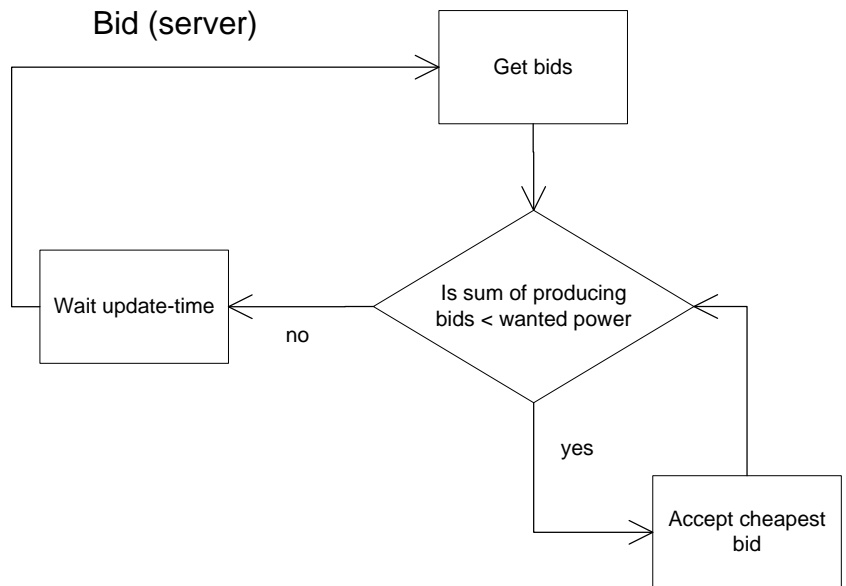 Bid (server)
Get bids
Is sum of producing
bids < wanted power
Wait update-time
no
yes
Accept cheapest
bid